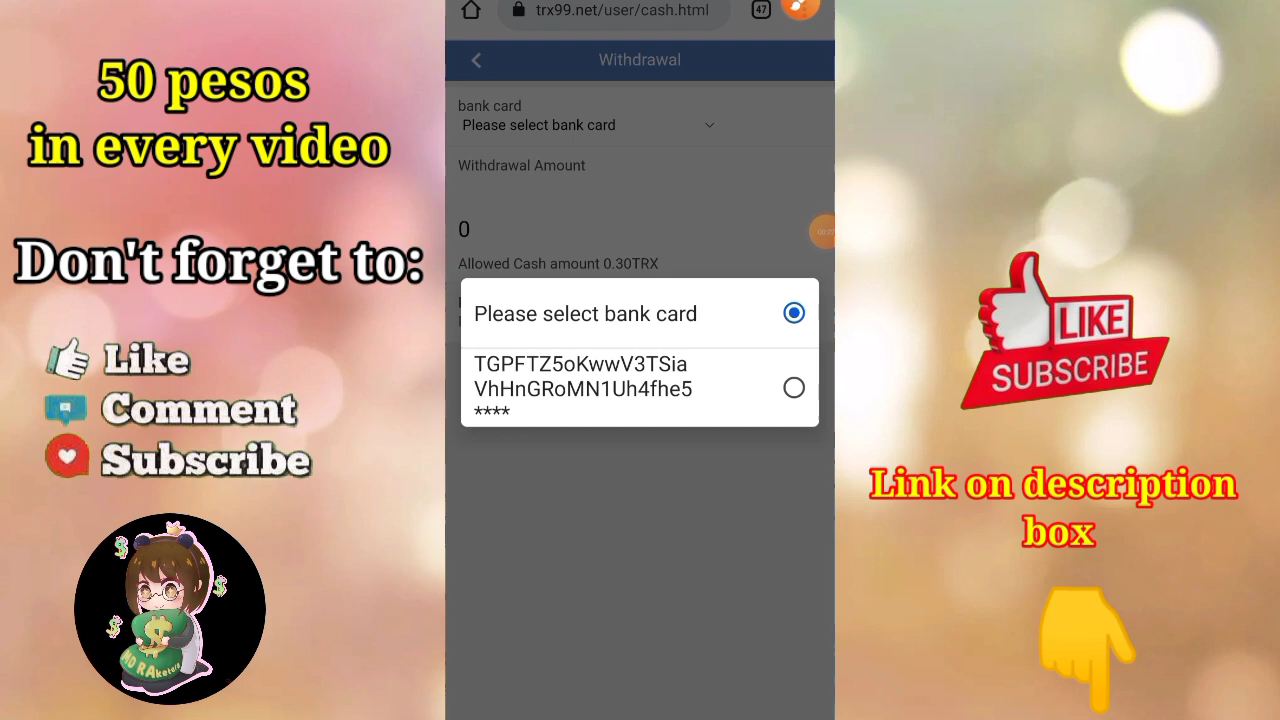 50 pesos
in every video
Don't forget to:
Like
Comment
Subscribe
MD RAketera
trx99.net/user/cash.html
47
Withdrawal
bank card
Please select bank card
Withdrawal Amount
0
Allowed Cash amount 0.30TRX
Please select bank card
TGPFTZ5oKwwV3TSia
VhHnGRoMN1Uh4fhe5
****
LIKE
SUBSCRIBE
Link on description
box